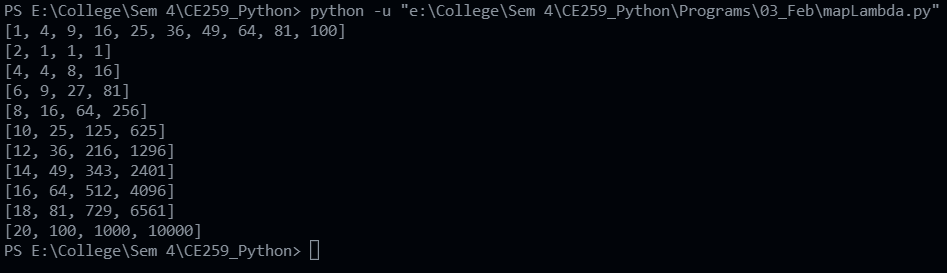 PS E:\College\Sem 4\CE259_Python> python -u "e:\College\Sem 4\CE259_Python\Programs\03_Feb\mapLambda.py"
[1, 4, 9, 16, 25, 36, 49, 64, 81, 100]
[2, 1, 1, 1]
[4, 4, 8, 16]
[6, 9, 27, 81]
[8, 16, 64, 256]
[10, 25, 125, 625]
[12, 36, 216, 1296]
[14, 49, 343, 2401]
[16, 64, 512, 4096]
[18, 81, 729, 6561]
[20, 100, 1000, 10000]
PS E:\College\Sem 4\CE259_Python>